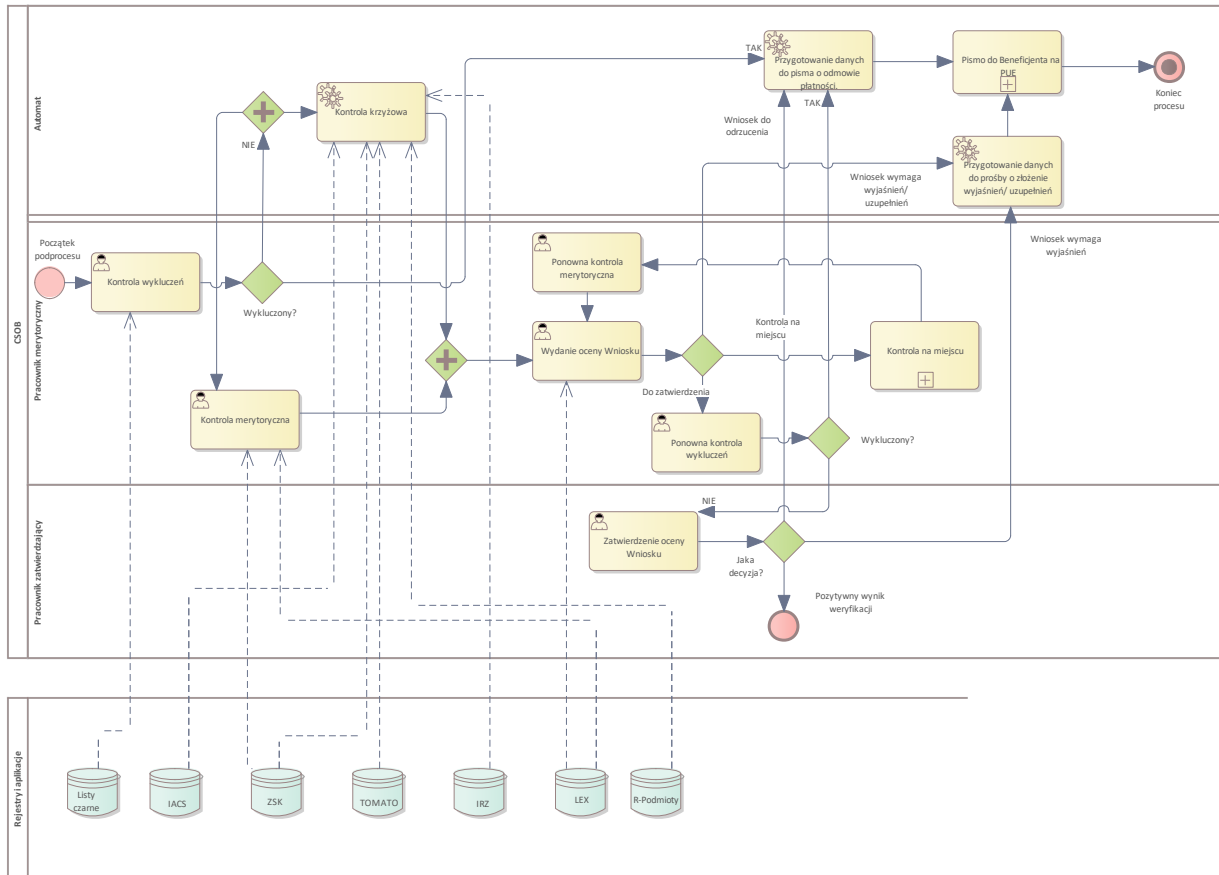 CSOB
Automat
Pracownik merytoryczny
Pracownik zatwierdzający
Rejestry i aplikacje
TAK
Przygotowanie danych
do pisma o odmowie
płatności.
Pismo do Beneficjenta na
PUE
Koniec
procesu
Kontrola krzyżowa
TAK
Wniosek do
odrzucenia
NIE
Przygotowanie danych
do prośby o złożenie
wyjaśnień/ uzupełnień
Wniosek wymaga
wyjaśnień/
uzupełnień
Początek
podprocesu
Wniosek wymaga
wyjaśnień
Kontrola wykluczeń
Wykluczony?
Ponowna kontrola
merytoryczna
Kontrola na
miejscu
Wydanie oceny Wniosku
Kontrola na miejscu
Do zatwierdzenia
Kontrola merytoryczna
Ponowna kontrola
wykluczeń
Wykluczony?
NIE
Zatwierdzenie oceny
Wniosku
Jaka
decyzja?
Pozytywny wynik
weryfikacji
Listy
czarne
IACS
ZSK
TOMATO
IRZ
LEX
R-Podmioty